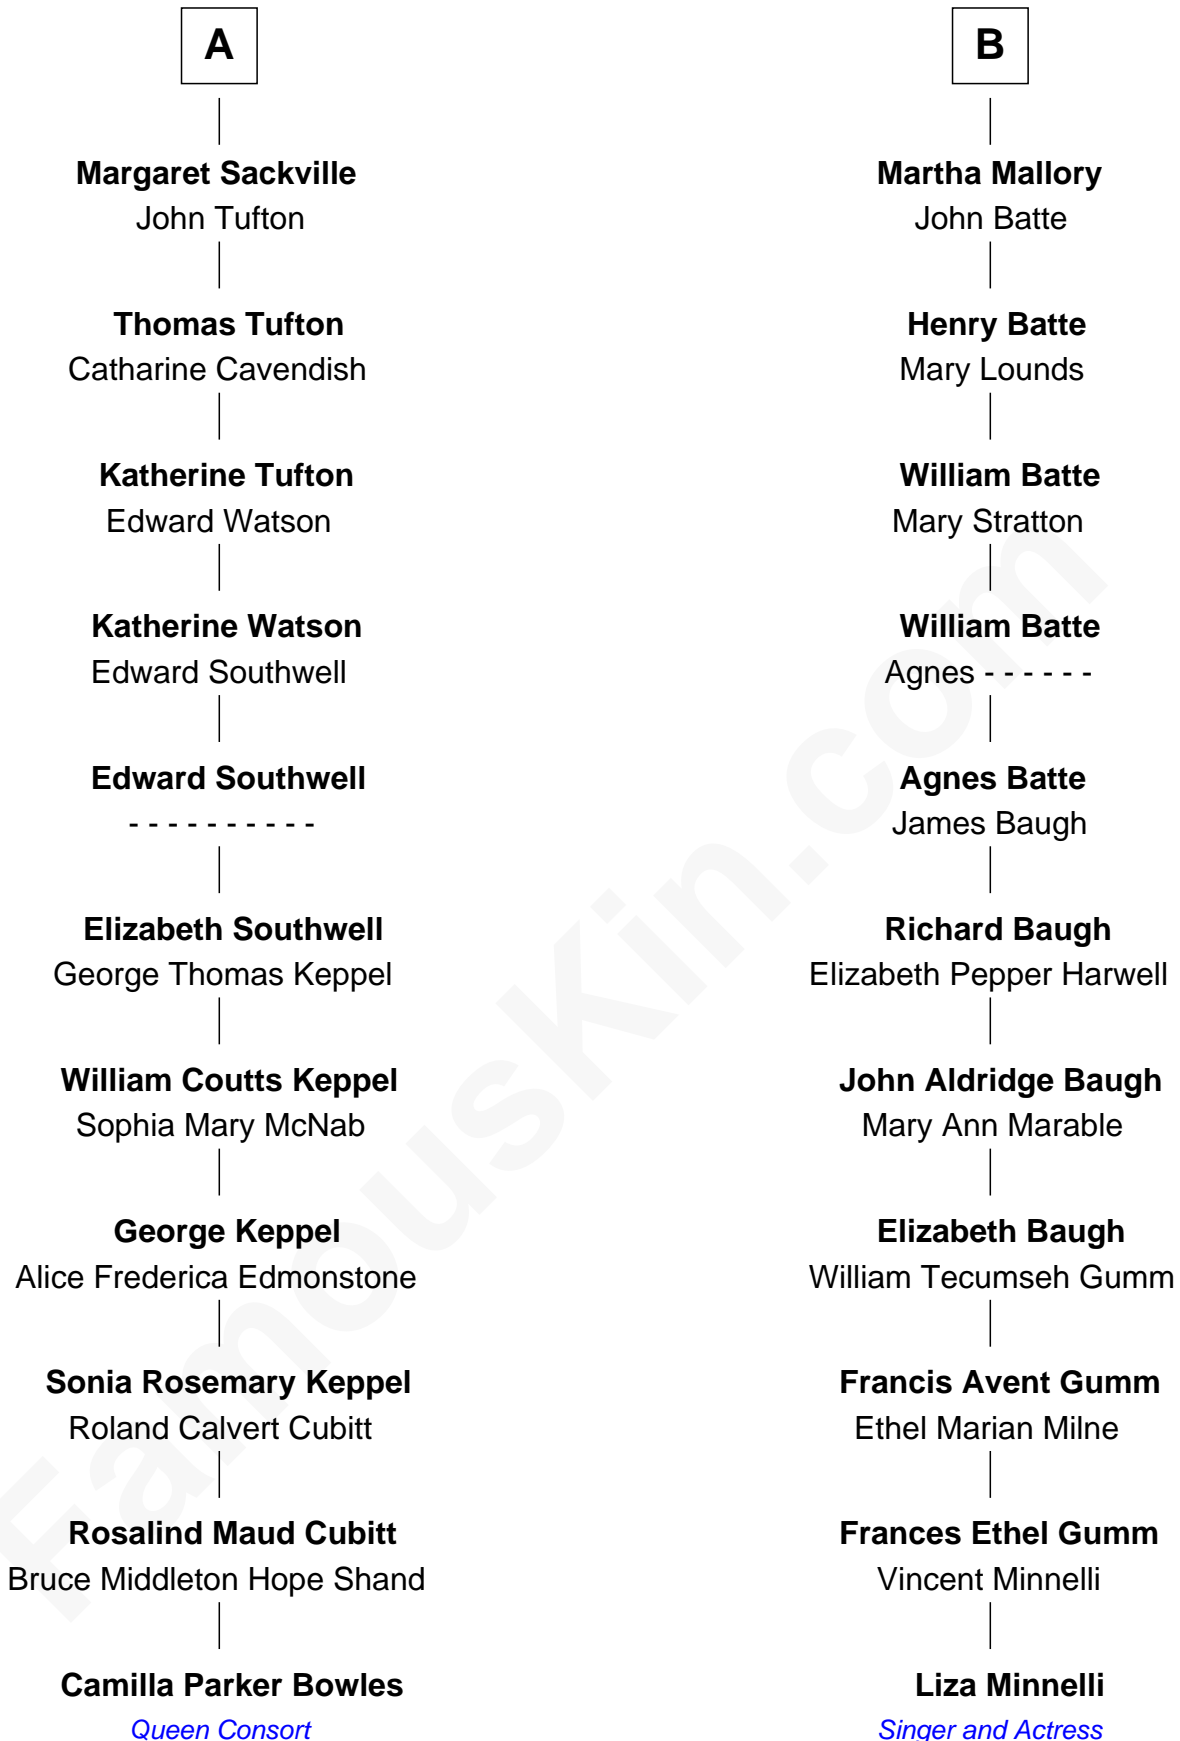 A
Margaret Sackville
John Tufton
Thomas Tufton
Catharine Cavendish
Katherine Tufton
Edward Watson
Katherine Watson
Edward Southwell
Edward Southwell
- - - - - - - - - -
Elizabeth Southwell
George Thomas Keppel
William Coutts Keppel
Sophia Mary McNab
George Keppel
Alice Frederica Edmonstone
Sonia Rosemary Keppel
Roland Calvert Cubitt
Rosalind Maud Cubitt
Bruce Middleton Hope Shand
Camilla Parker Bowles
Queen Consort
B
Martha Mallory
John Batte
Henry Batte
Mary Lounds
William Batte
Mary Stratton
William Batte
Agnes - - - - - -
Agnes Batte
James Baugh
Richard Baugh
Elizabeth Pepper Harwell
John Aldridge Baugh
Mary Ann Marable
Elizabeth Baugh
William Tecumseh Gumm
Francis Avent Gumm
Ethel Marian Milne
Frances Ethel Gumm
Vincent Minnelli
Liza Minnelli
Singer and Actress
FamousKin.com